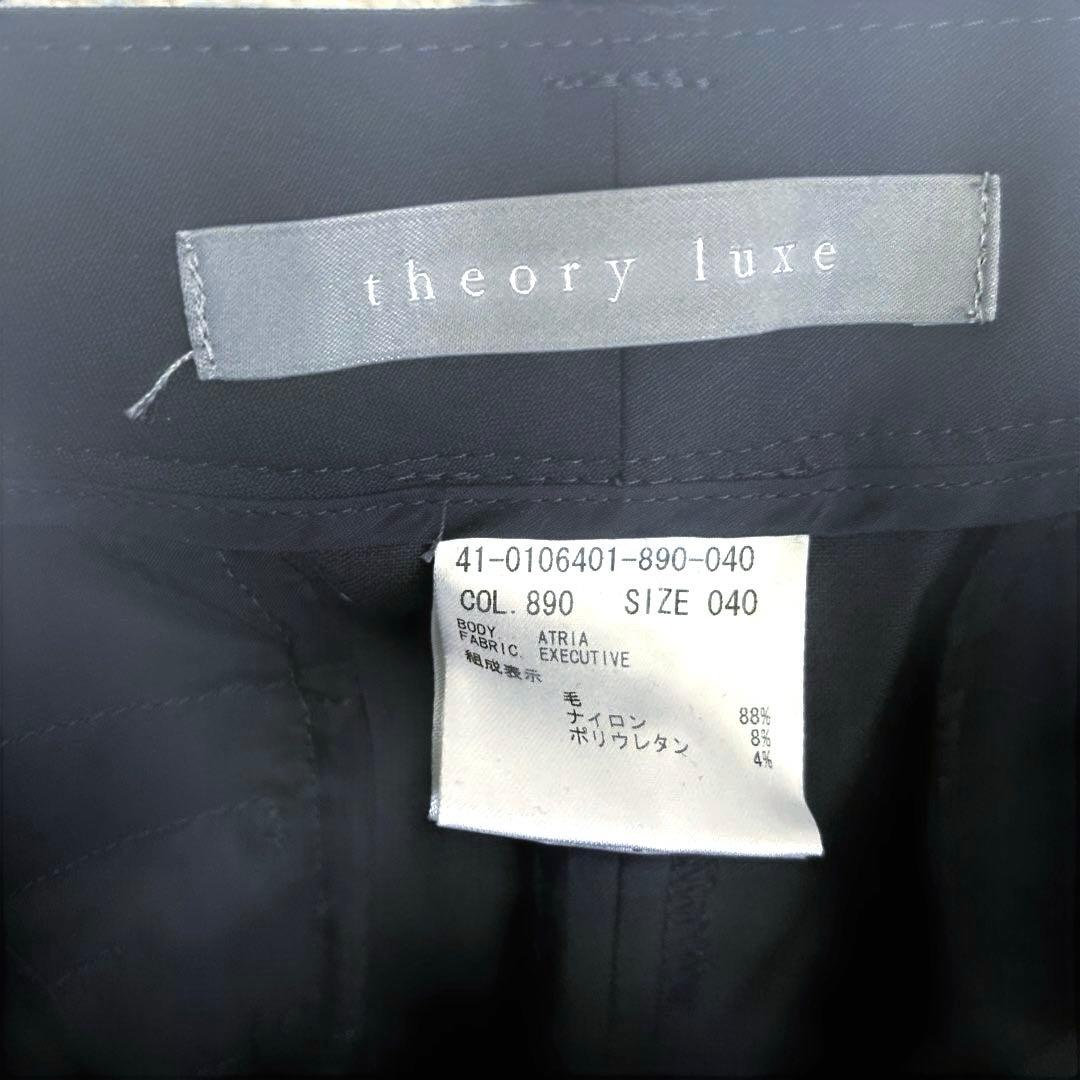 theory luxe
41-0106401-890-040
COL. 890 SIZE 040
BODY ATRIA
FABRIC. EXECUTIVE
組成表示
毛 88%
ナイロン 8%
ポリウレタン 4%